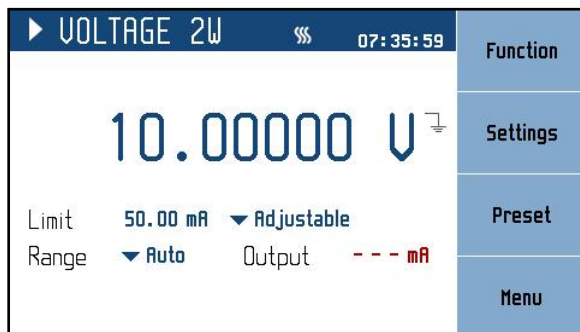 VOLTAGE 2W 07:35:59
Function
10.00000 V
Settings
Limit 50.00 mA Adjustable
Preset
Range Auto Output - - - mA
Menu